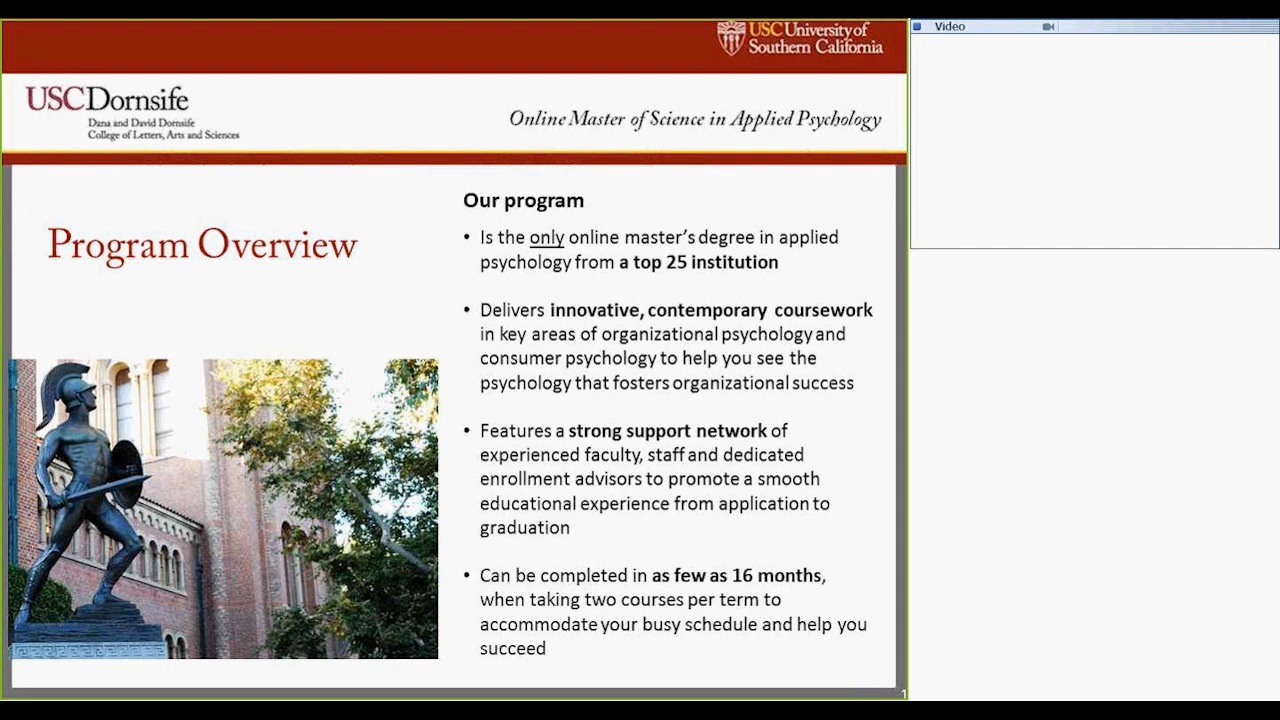 USC University of
Southern California
Video
USC Dornsife
Dana and David Dornsife
College of Letters, Arts and Sciences
Online Master of Science in Applied Psychology
Program Overview
Our program
• Is the only online master's degree in applied
psychology from a top 25 institution
• Delivers innovative, contemporary coursework
in key areas of organizational psychology and
consumer psychology to help you see the
psychology that fosters organizational success
• Features a strong support network of
experienced faculty, staff and dedicated
enrollment advisors to promote a smooth
educational experience from application to
graduation
• Can be completed in as few as 16 months,
when taking two courses per term to
accommodate your busy schedule and help you
succeed
1